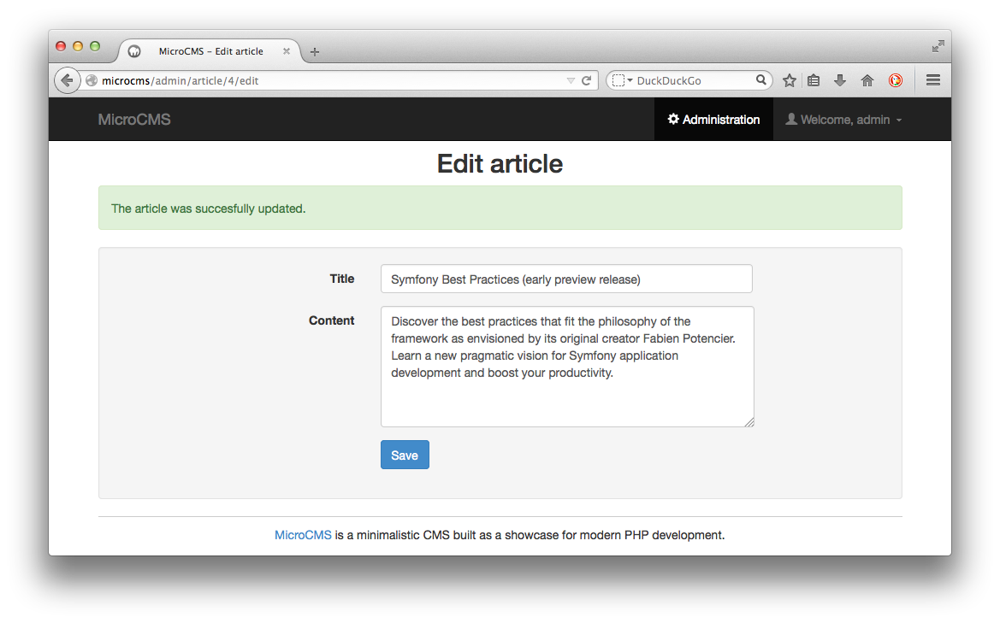 MicroCMS – Edit article
microcms/admin/article/4/edit
DuckDuckGo
MicroCMS
Administration
Welcome, admin
Edit article
The article was succesfully updated.
Title
Symfony Best Practices (early preview release)
Content
Discover the best practices that fit the philosophy of the
framework as envisioned by its original creator Fabien Potencier.
Learn a new pragmatic vision for Symfony application
development and boost your productivity.
Save
MicroCMS is a minimalistic CMS built as a showcase for modern PHP development.